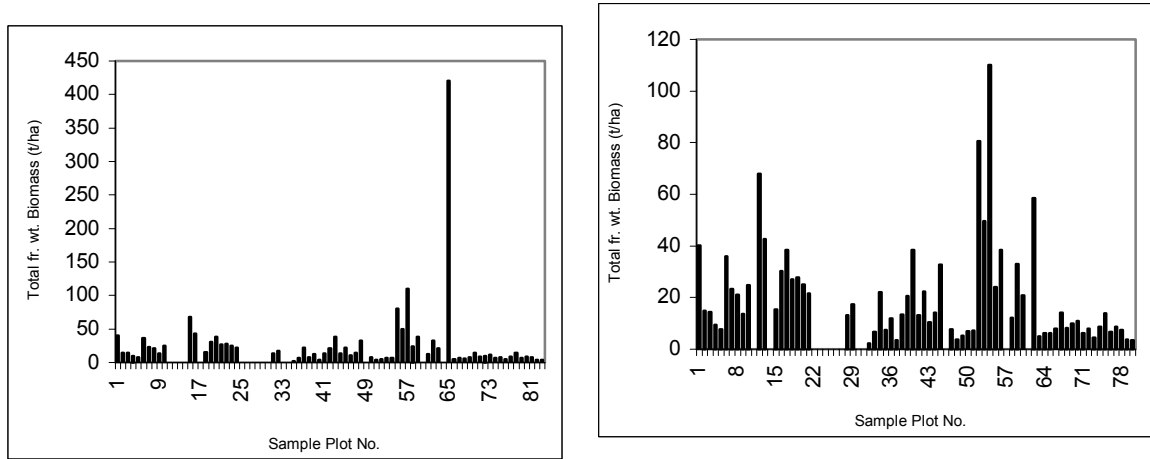 Total fr. wt. Biomass (t/ha)
450
400
350
300
250
200
150
100
50
0
1 9 17 25 33 41 49 57 65 73 81
Sample Plot No.
Total fr. wt. Biomass (t/ha)
120
100
80
60
40
20
0
1 8 15 22 29 36 43 50 57 64 71 78
Sample Plot No.